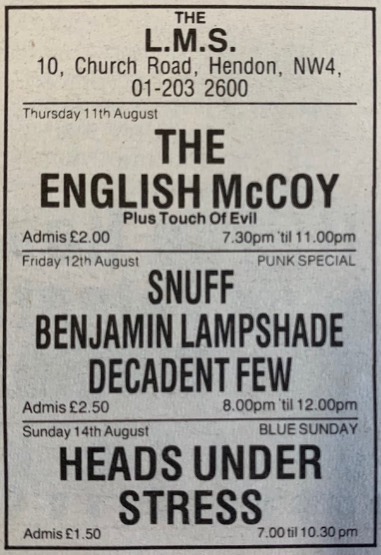 THE
L.M.S.
10, Church Road, Hendon, NW4,
01-203 2600
Thursday 11th August
THE
ENGLISH McCOY
Plus Touch Of Evil
Admis £2.00 7.30pm 'til 11.00pm
Friday 12th August PUNK SPECIAL
SNUFF
BENJAMIN LAMPSHADE
DECADENT FEW
Admis £2.50 8.00pm 'til 12.00pm
Sunday 14th August BLUE SUNDAY
HEADS UNDER
STRESS
Admis £1.50 7.00 til 10.30 pm